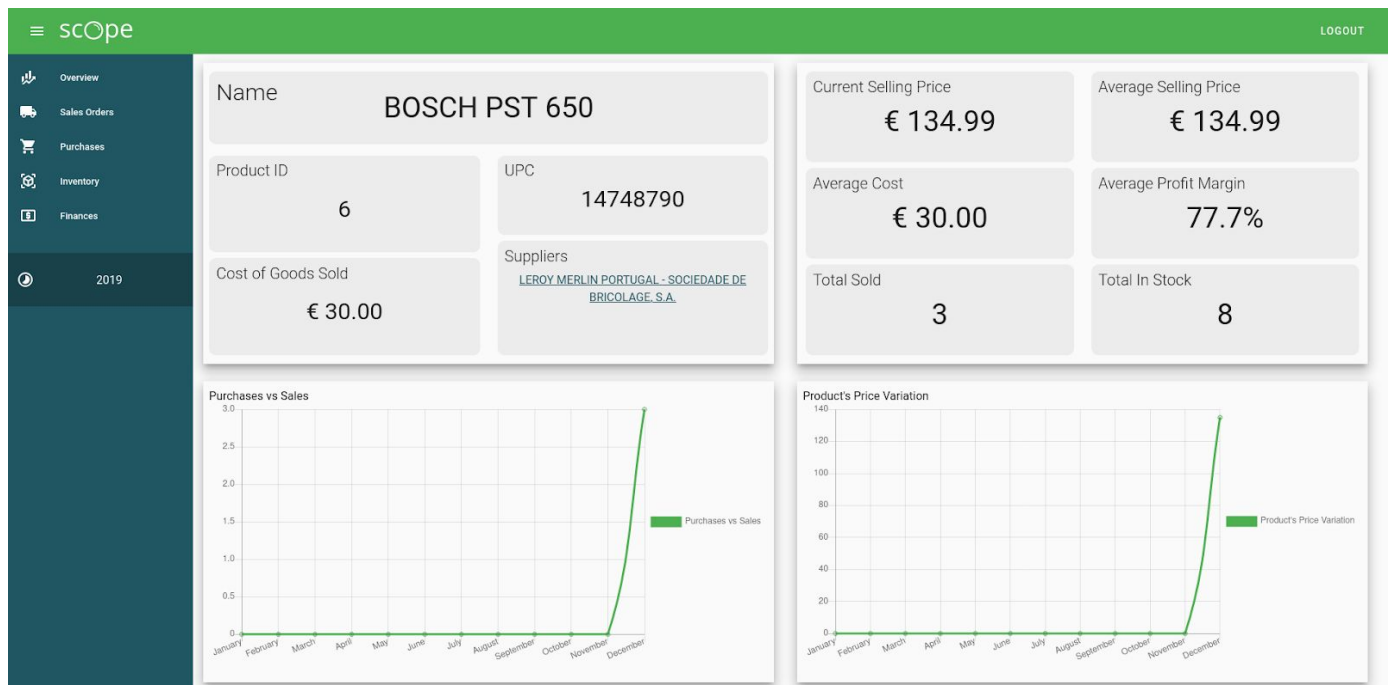 scope
LOGOUT
Overview
Sales Orders
Purchases
Inventory
Finances
2019
Name
BOSCH PST 650
Product ID
6
UPC
14748790
Cost of Goods Sold
€ 30.00
Suppliers
LEROY MERLIN PORTUGAL - SOCIEDADE DE
BRICOLAGE, S.A.
Current Selling Price
€ 134.99
Average Selling Price
€ 134.99
Average Cost
€ 30.00
Average Profit Margin
77.7%
Total Sold
3
Total In Stock
8
Purchases vs Sales
3.0
2.5
2.0
1.5
1.0
0.5
0
January
February
March
April
May
June
July
August
September
October
November
December
Purchases vs Sales
Product's Price Variation
140
120
100
80
60
40
20
0
January
February
March
April
May
June
July
August
September
October
November
December
Product's Price Variation